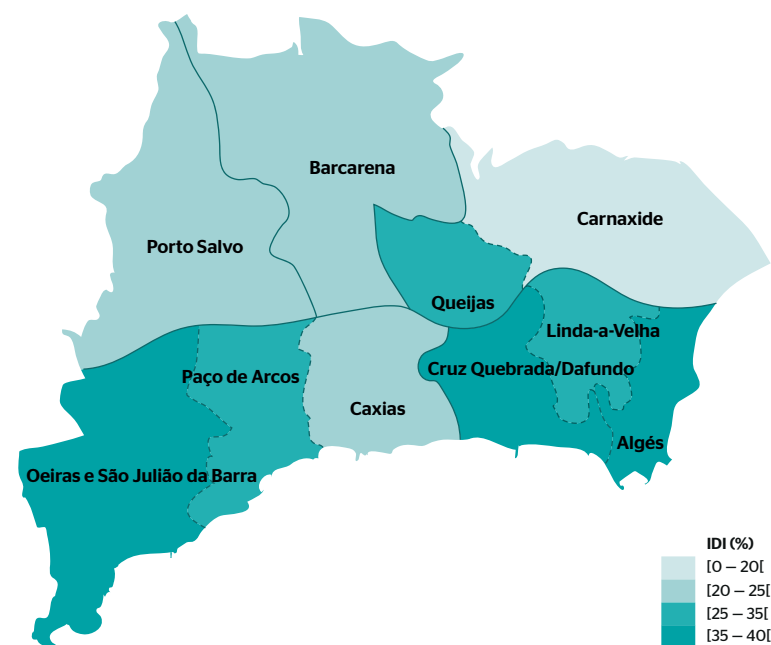 Barcarena
Carnaxide
Porto Salvo
Queijas
Linda-a-Velha
Cruz Quebrada/Dafundo
Paço de Arcos
Caxias
Algés
Oeiras e São Julião da Barra
IDI (%)
[0 – 20[
[20 – 25[
[25 – 35[
[35 – 40[